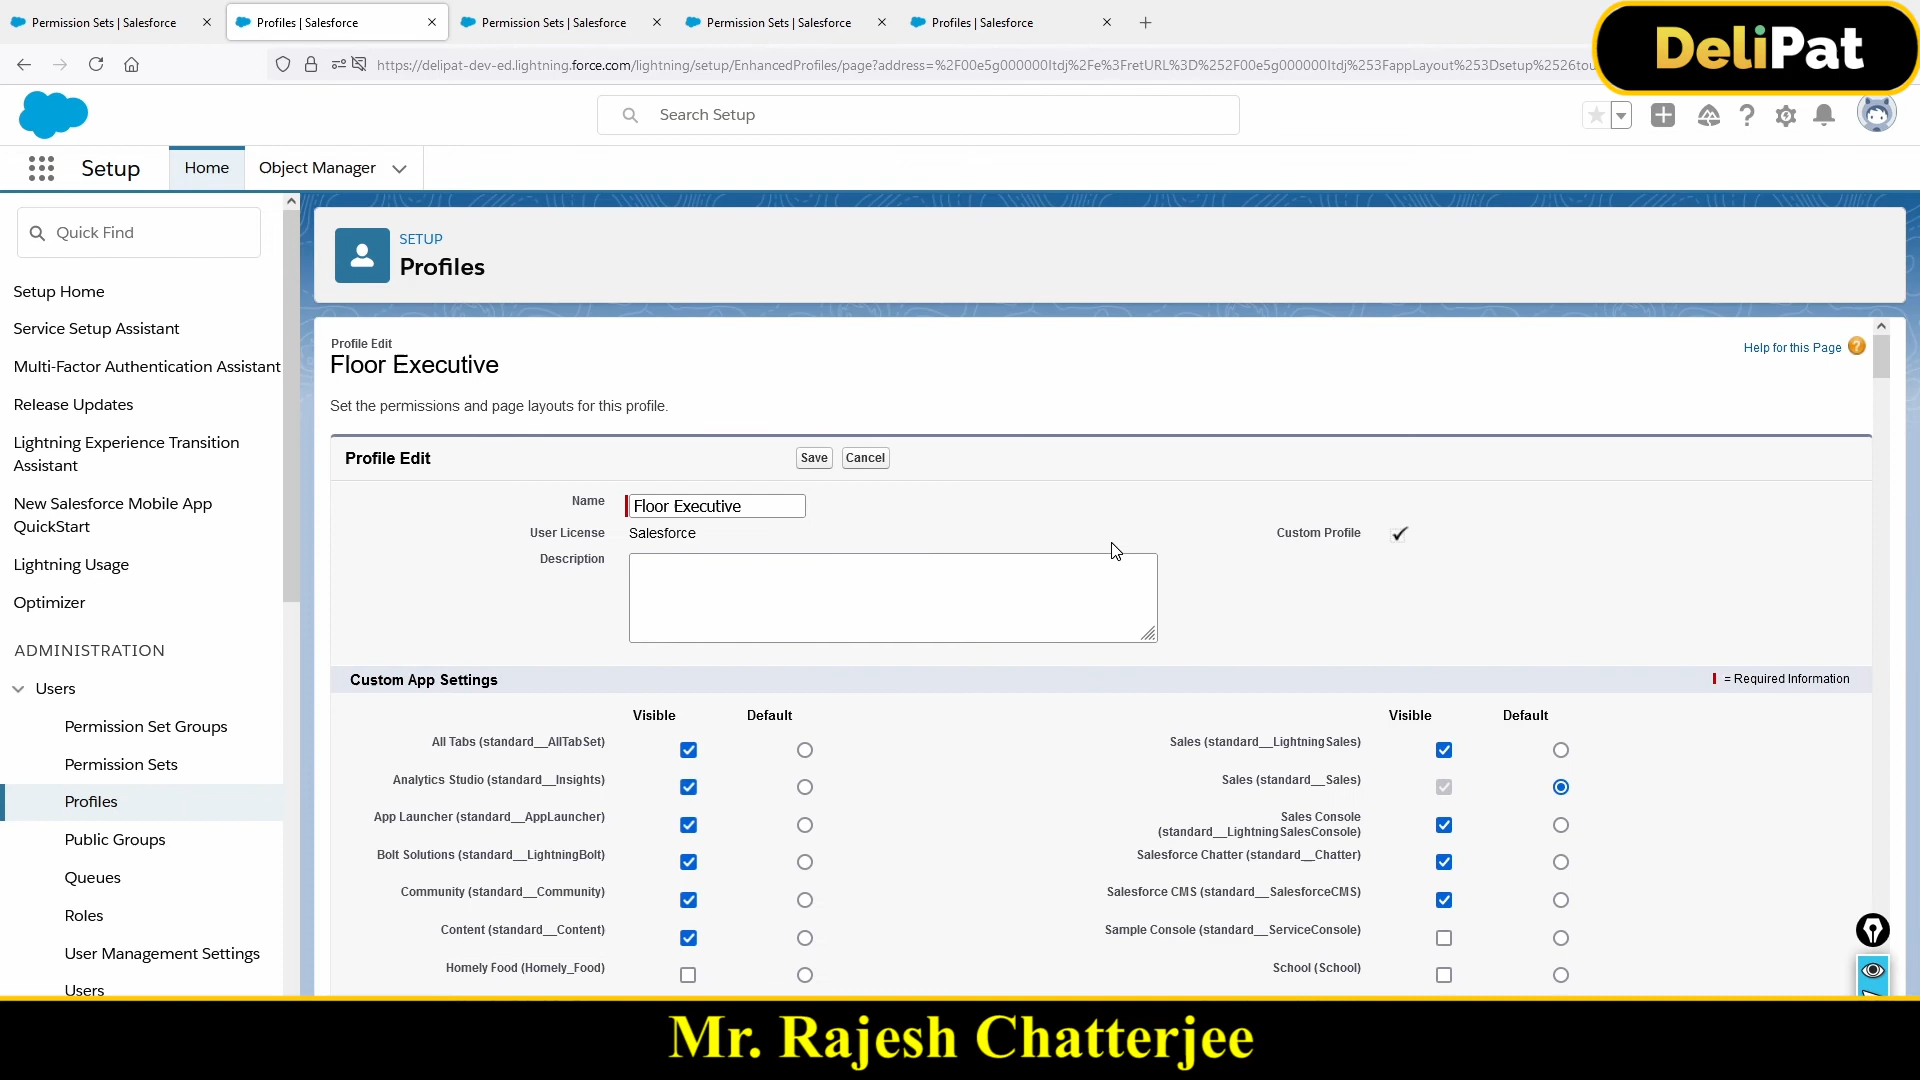 Permission Sets | Salesforce
Profiles | Salesforce
Permission Sets | Salesforce
Permission Sets | Salesforce
Profiles | Salesforce
https://delipat-dev-ed.lightning.force.com/lightning/setup/EnhancedProfiles/page?address=%2F00e5g000000Itdj%2Fe%3FretURL%3D%252F00e5g000000Itdj%253FappLayout%253Dsetup%2526tou
DeliPat
Search Setup
Setup
Home
Object Manager
Quick Find
Setup Home
Service Setup Assistant
Multi-Factor Authentication Assistant
Release Updates
Lightning Experience Transition
Assistant
New Salesforce Mobile App
QuickStart
Lightning Usage
Optimizer
ADMINISTRATION
Users
Permission Set Groups
Permission Sets
Profiles
Public Groups
Queues
Roles
User Management Settings
Users
SETUP
Profiles
Profile Edit
Floor Executive
Help for this Page ?
Set the permissions and page layouts for this profile.
Profile Edit
Save
Cancel
Name
Floor Executive
User License
Salesforce
Custom Profile
Description
Custom App Settings
= Required Information
Visible Default Visible Default
All Tabs (standard__AllTabSet)
Sales (standard__LightningSales)
Analytics Studio (standard__Insights)
Sales (standard__Sales)
App Launcher (standard__AppLauncher)
Sales Console
(standard__LightningSalesConsole)
Bolt Solutions (standard__LightningBolt)
Salesforce Chatter (standard__Chatter)
Community (standard__Community)
Salesforce CMS (standard__SalesforceCMS)
Content (standard__Content)
Sample Console (standard__ServiceConsole)
Homely Food (Homely_Food)
School (School)
Mr. Rajesh Chatterjee